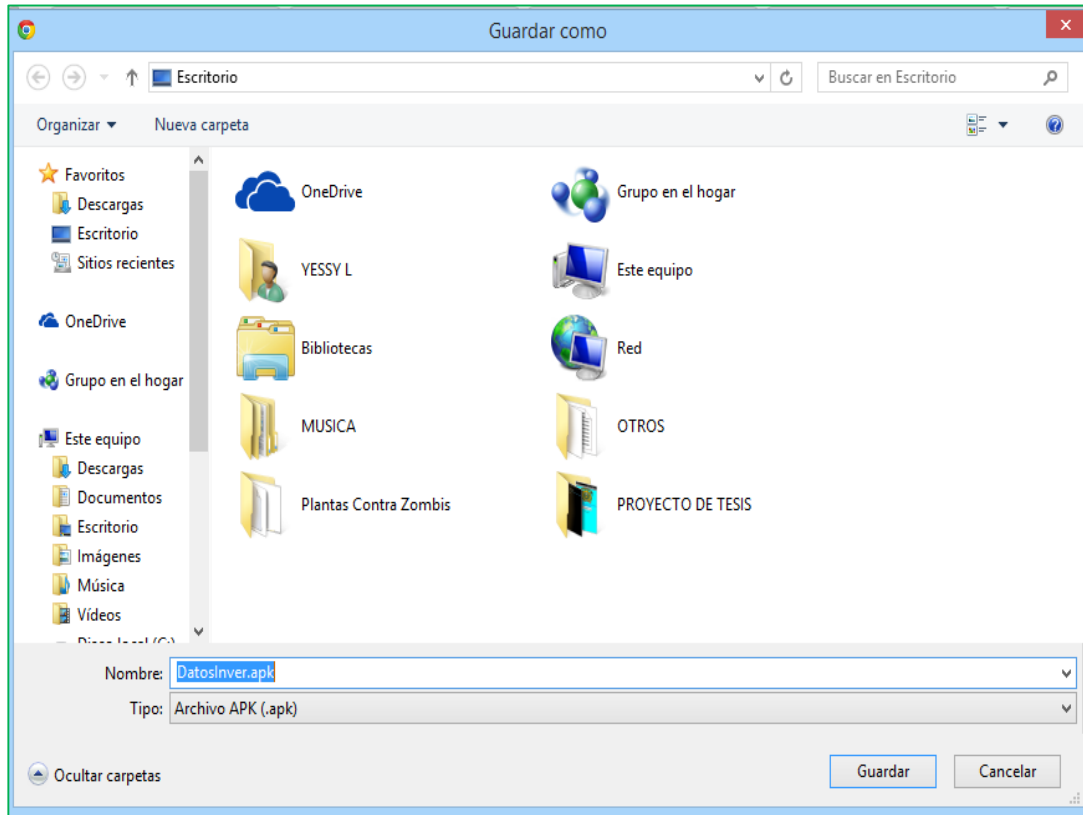 Guardar como
Escritorio
Buscar en Escritorio
Organizar
Nueva carpeta
Favoritos
Descargas
Escritorio
Sitios recientes
OneDrive
Grupo en el hogar
Este equipo
Descargas
Documentos
Escritorio
Imágenes
Música
Vídeos
Disco local (C:)
OneDrive
Grupo en el hogar
YESSY L
Este equipo
Bibliotecas
Red
MUSICA
OTROS
Plantas Contra Zombis
PROYECTO DE TESIS
Nombre: DatosInver.apk
Tipo: Archivo APK (.apk)
Ocultar carpetas
Guardar
Cancelar